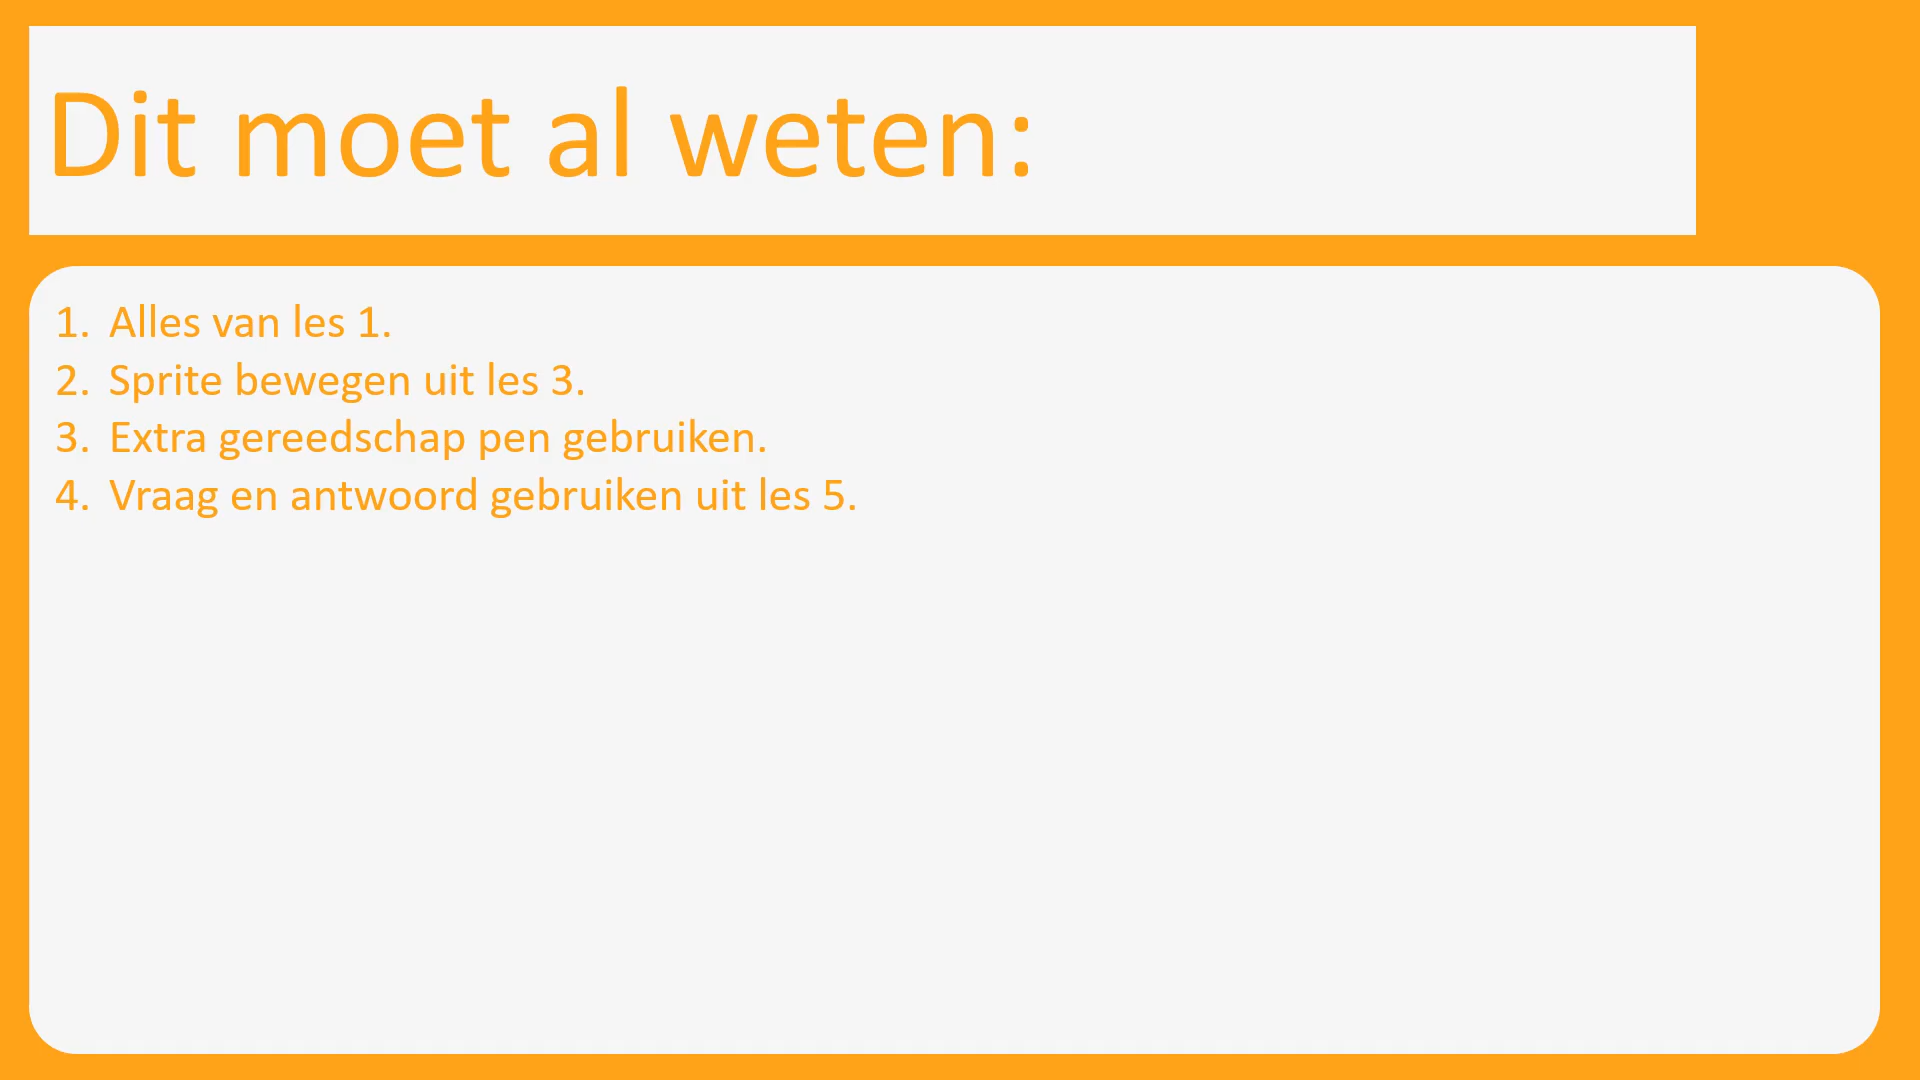 Dit moet al weten:
1. Alles van les 1.
2. Sprite bewegen uit les 3.
3. Extra gereedschap pen gebruiken.
4. Vraag en antwoord gebruiken uit les 5.